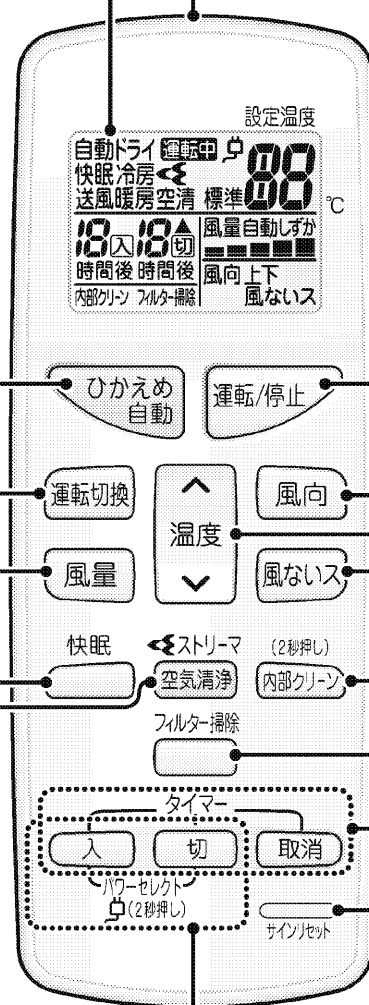 設定温度
自動ドライ 運転中
快眠冷房
送風暖房空清 標準 88 ℃
18入 18切 風量自動しずか
時間後 時間後 風向上下
内部クリーン フィルター掃除 風ないス
ひかえめ
自動
運転/停止
運転切換
温度
風向
風量
風ないス
快眠
ストリーマ
空気清浄
(2秒押し)
内部クリーン
フィルター掃除
タイマー
入
切
取消
パワーセレクト
(2秒押し)
サインリセット